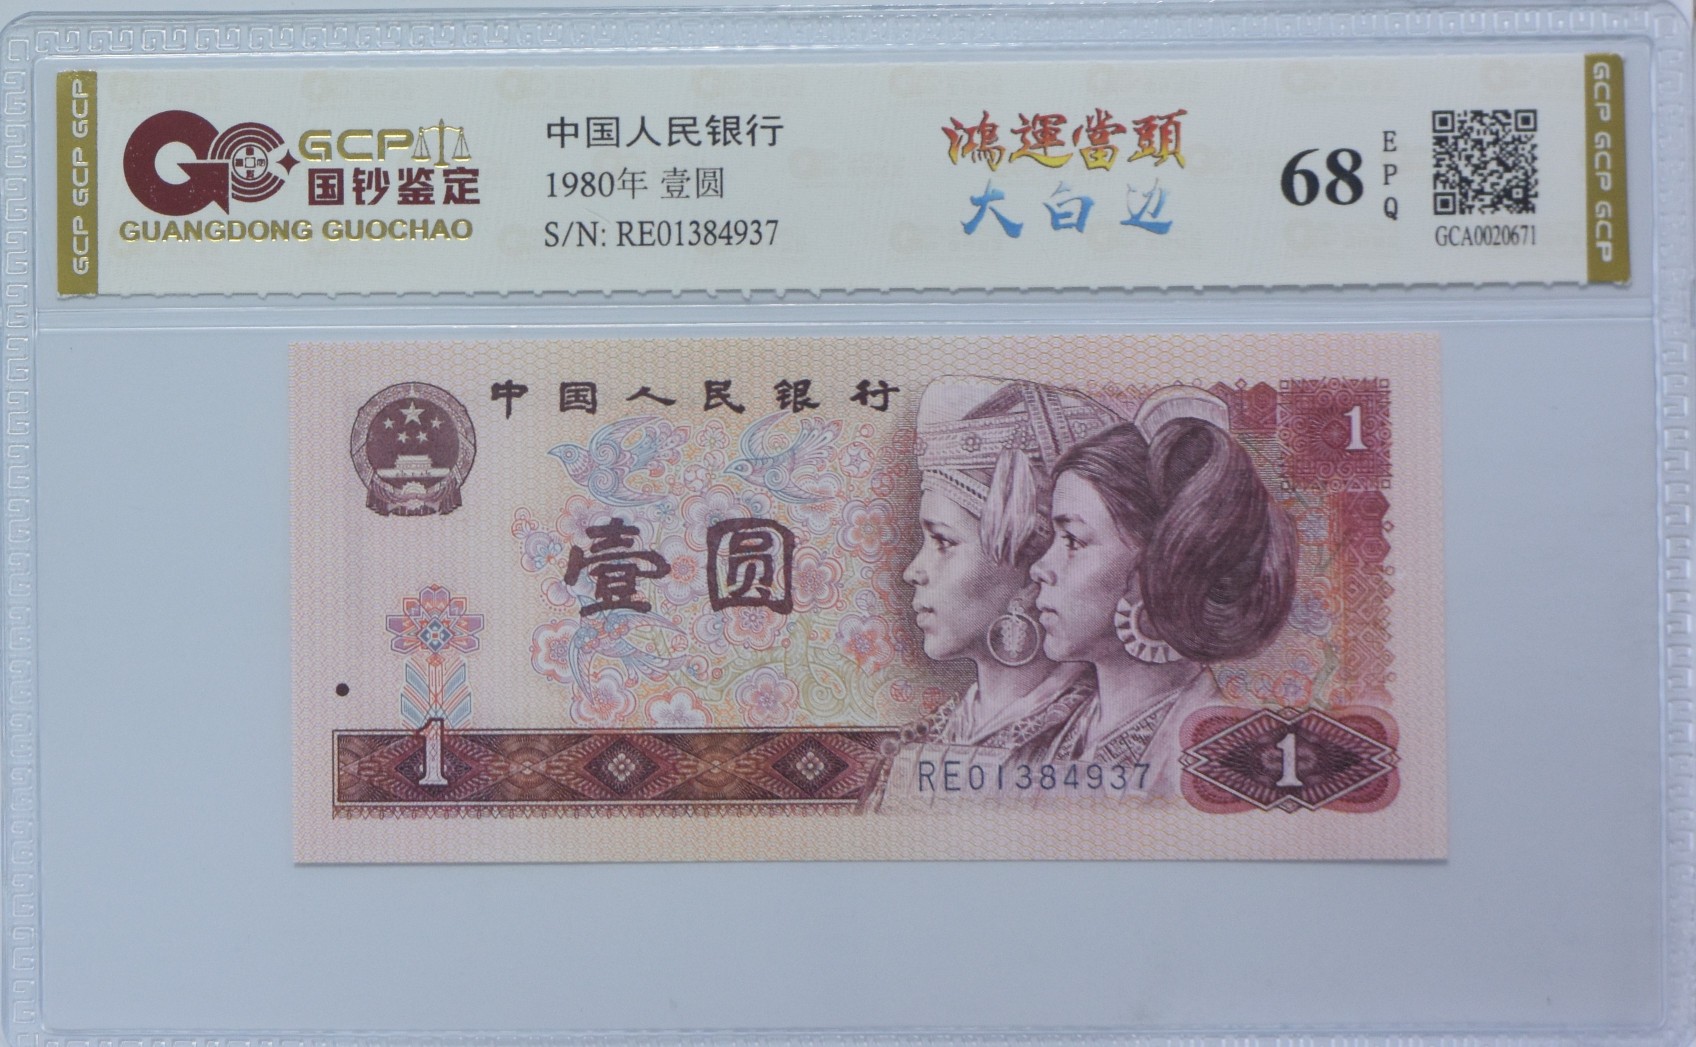 GCP GCP GCP
GCP
国钞鉴定
GUANGDONG GUOCHAO
中国人民银行
1980年 壹圆
S/N: RE01384937
鴻運當頭
大白边
68
EPQ
GCA0020671
GCP GCP GCP
中国人民银行
1
壹圆
1
RE01384937
1